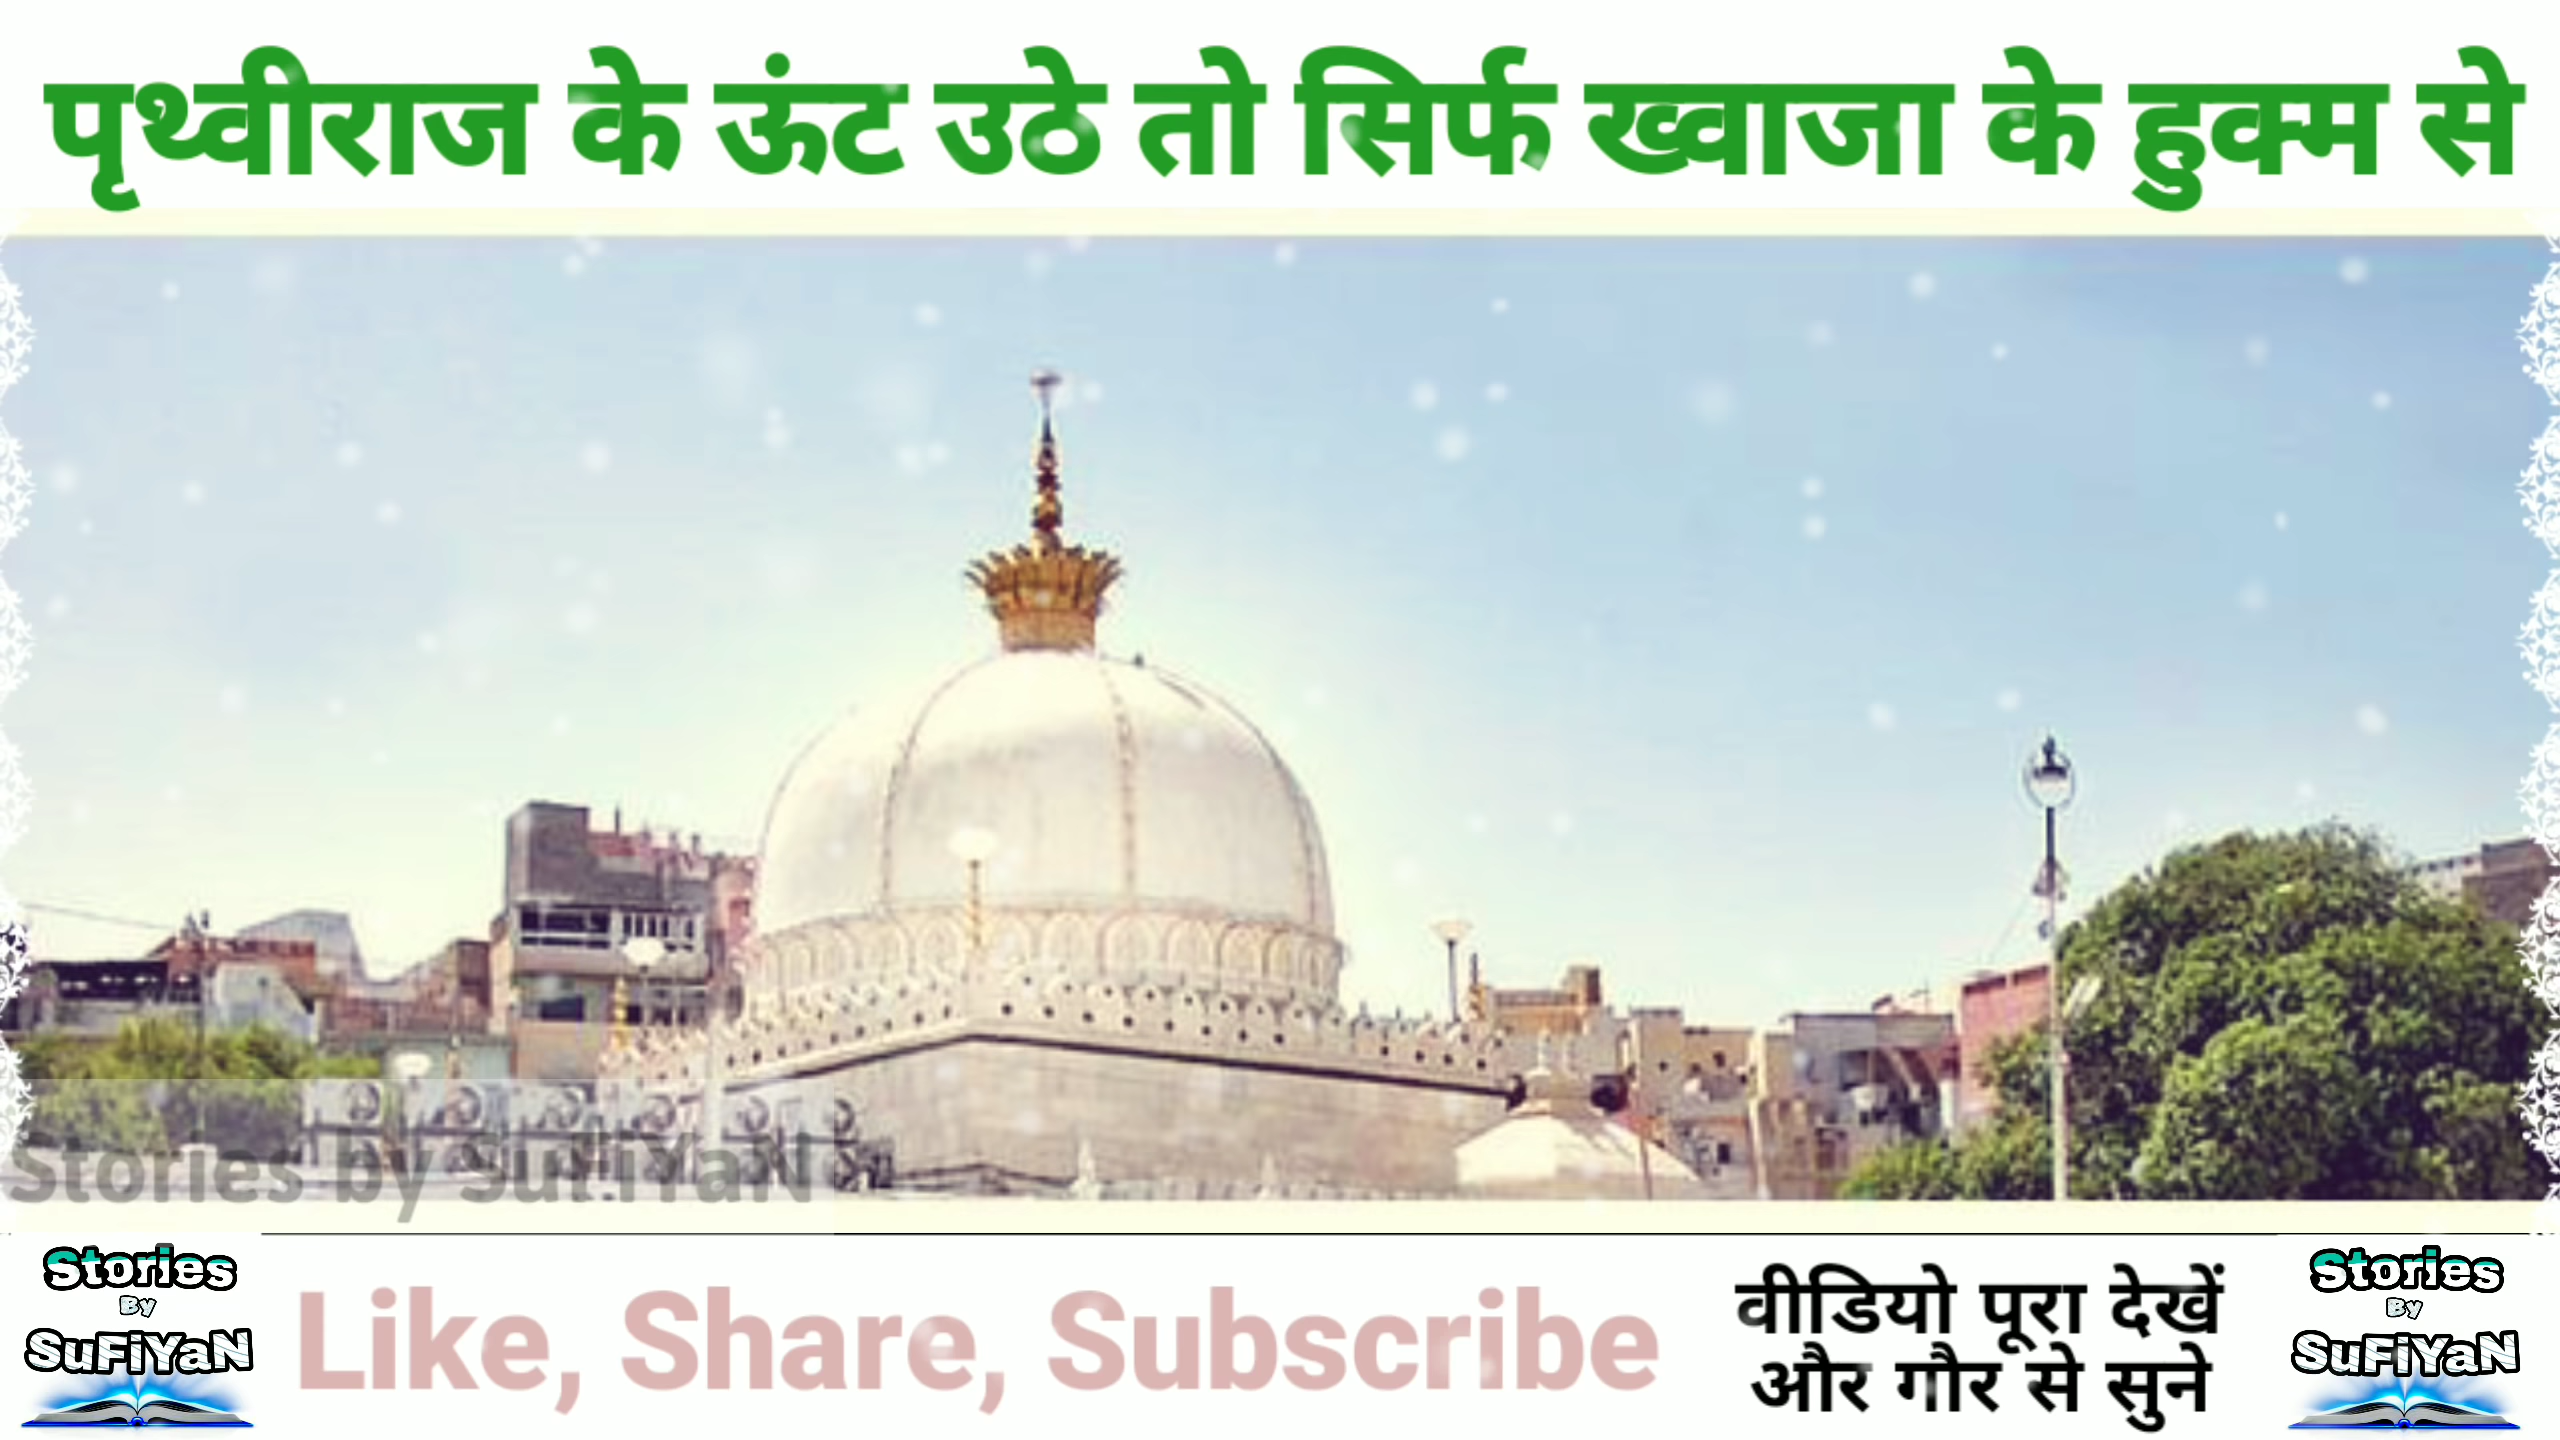 पृथ्वीराज के ऊंट उठे तो सिर्फ ख्वाजा के हुक्म से
Stories by SuFiYaN
Stories
By
SuFiYaN
Like, Share, Subscribe
वीडियो पूरा देखें
और गौर से सुने
Stories
By
SuFiYaN